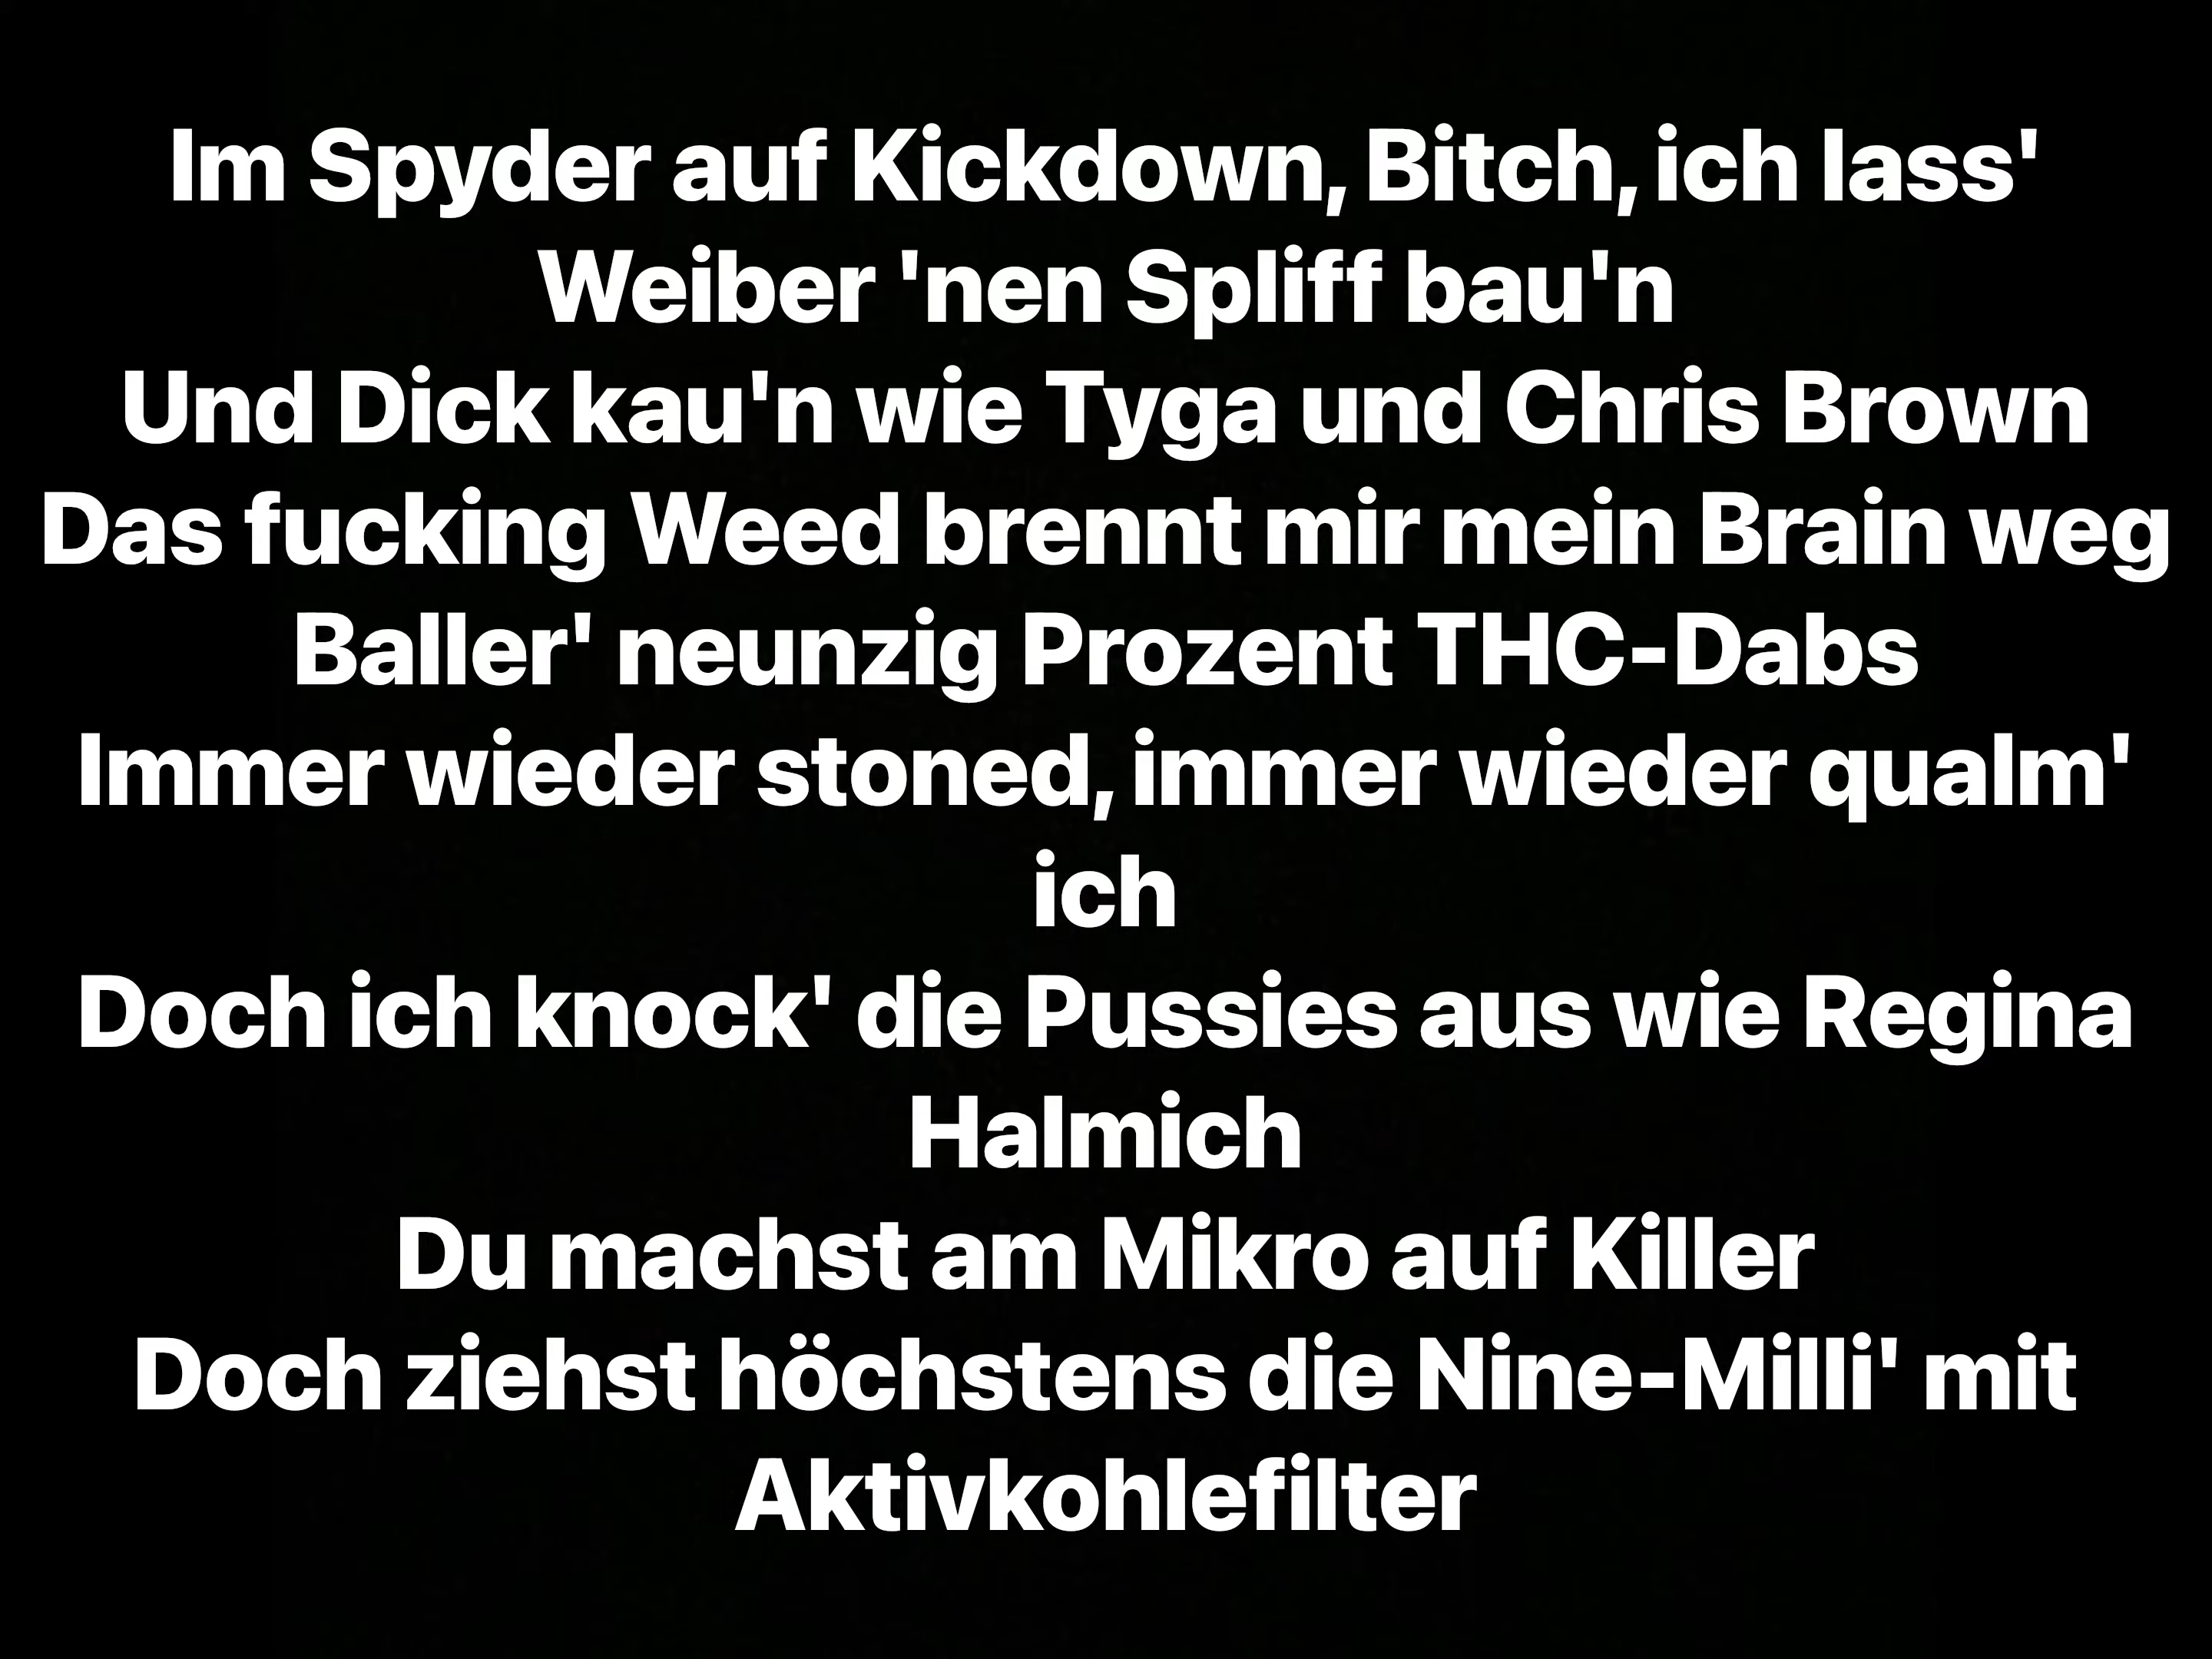 Im Spyder auf Kickdown, Bitch, ich lass'
Weiber 'nen Spliff bau'n
Und Dick kau'n wie Tyga und Chris Brown
Das fucking Weed brennt mir mein Brain weg
Baller' neunzig Prozent THC-Dabs
Immer wieder stoned, immer wieder qualm'
ich
Doch ich knock' die Pussies aus wie Regina
Halmich
Du machst am Mikro auf Killer
Doch ziehst höchstens die Nine-Milli' mit
Aktivkohlefilter